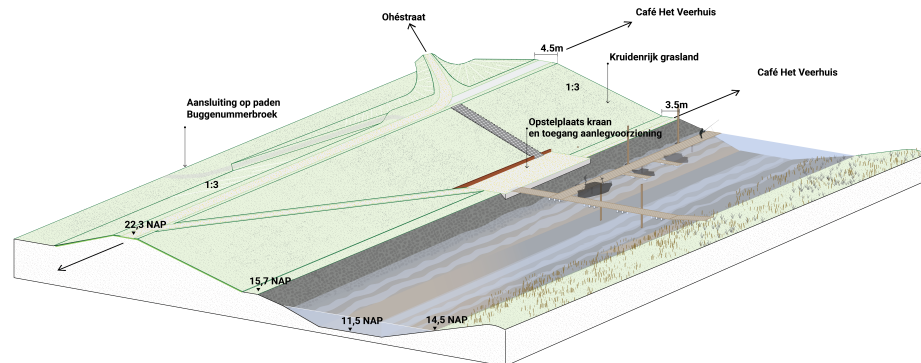 Café Het Veerhuis
Ohéstraat
4.5m
Kruidenrijk grasland
Café Het Veerhuis
1:3
3.5m
Aansluiting op paden
Buggenummerbroek
Opstelplaats kraan
en toegang aanlegvoorziening
1:3
22,3 NAP
15,7 NAP
11,5 NAP
14,5 NAP